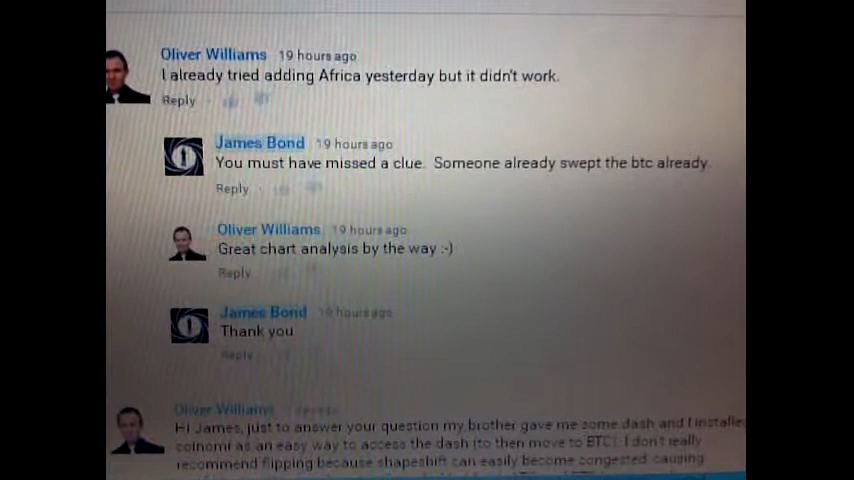 Oliver Williams 19 hours ago
I already tried adding Africa yesterday but it didn't work.
Reply
James Bond 19 hours ago
You must have missed a clue. Someone already swept the btc already.
Reply
Oliver Williams 19 hours ago
Great chart analysis by the way :-)
Reply
James Bond 19 hours ago
Thank you
Reply
Oliver Williams
Hi James, just to answer your question my brother gave me some dash and I installe
coinomi as an easy way to access the dash (to then move to BTC). I don't really
recommend flipping because shapeshift can easily become congested causing